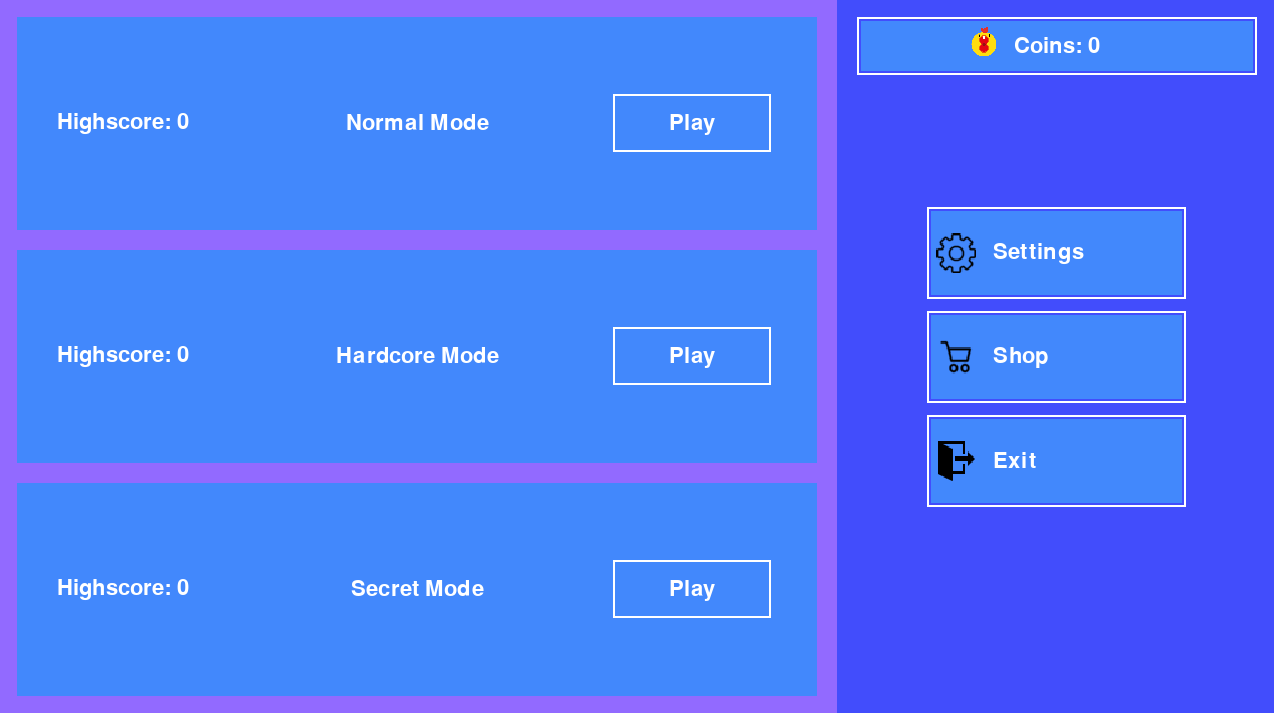 Highscore: 0
Normal Mode
Play
Highscore: 0
Hardcore Mode
Play
Highscore: 0
Secret Mode
Play
Coins: 0
Settings
Shop
Exit